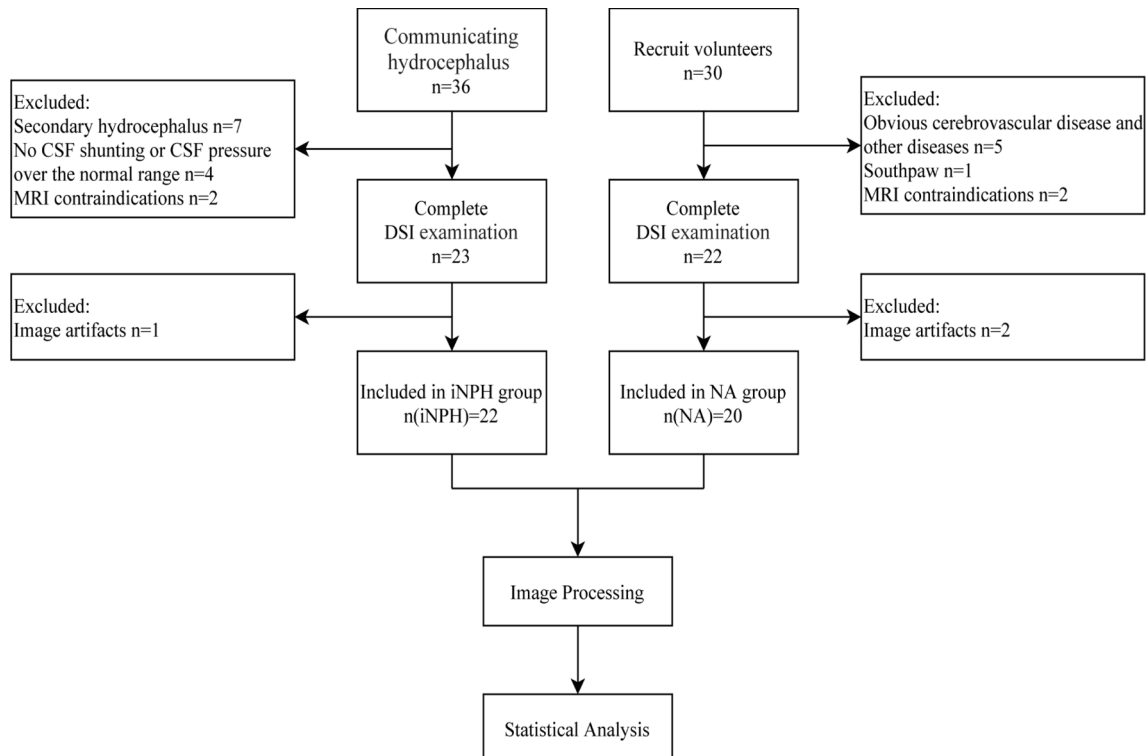 Communicating
hydrocephalus
n=36
Recruit volunteers
n=30
Excluded:
Secondary hydrocephalus n=7
No CSF shunting or CSF pressure
over the normal range n=4
MRI contraindications n=2
Excluded:
Obvious cerebrovascular disease and
other diseases n=5
Southpaw n=1
MRI contraindications n=2
Complete
DSI examination
n=23
Complete
DSI examination
n=22
Excluded:
Image artifacts n=1
Excluded:
Image artifacts n=2
Included in iNPH group
n(iNPH)=22
Included in NA group
n(NA)=20
Image Processing
Statistical Analysis